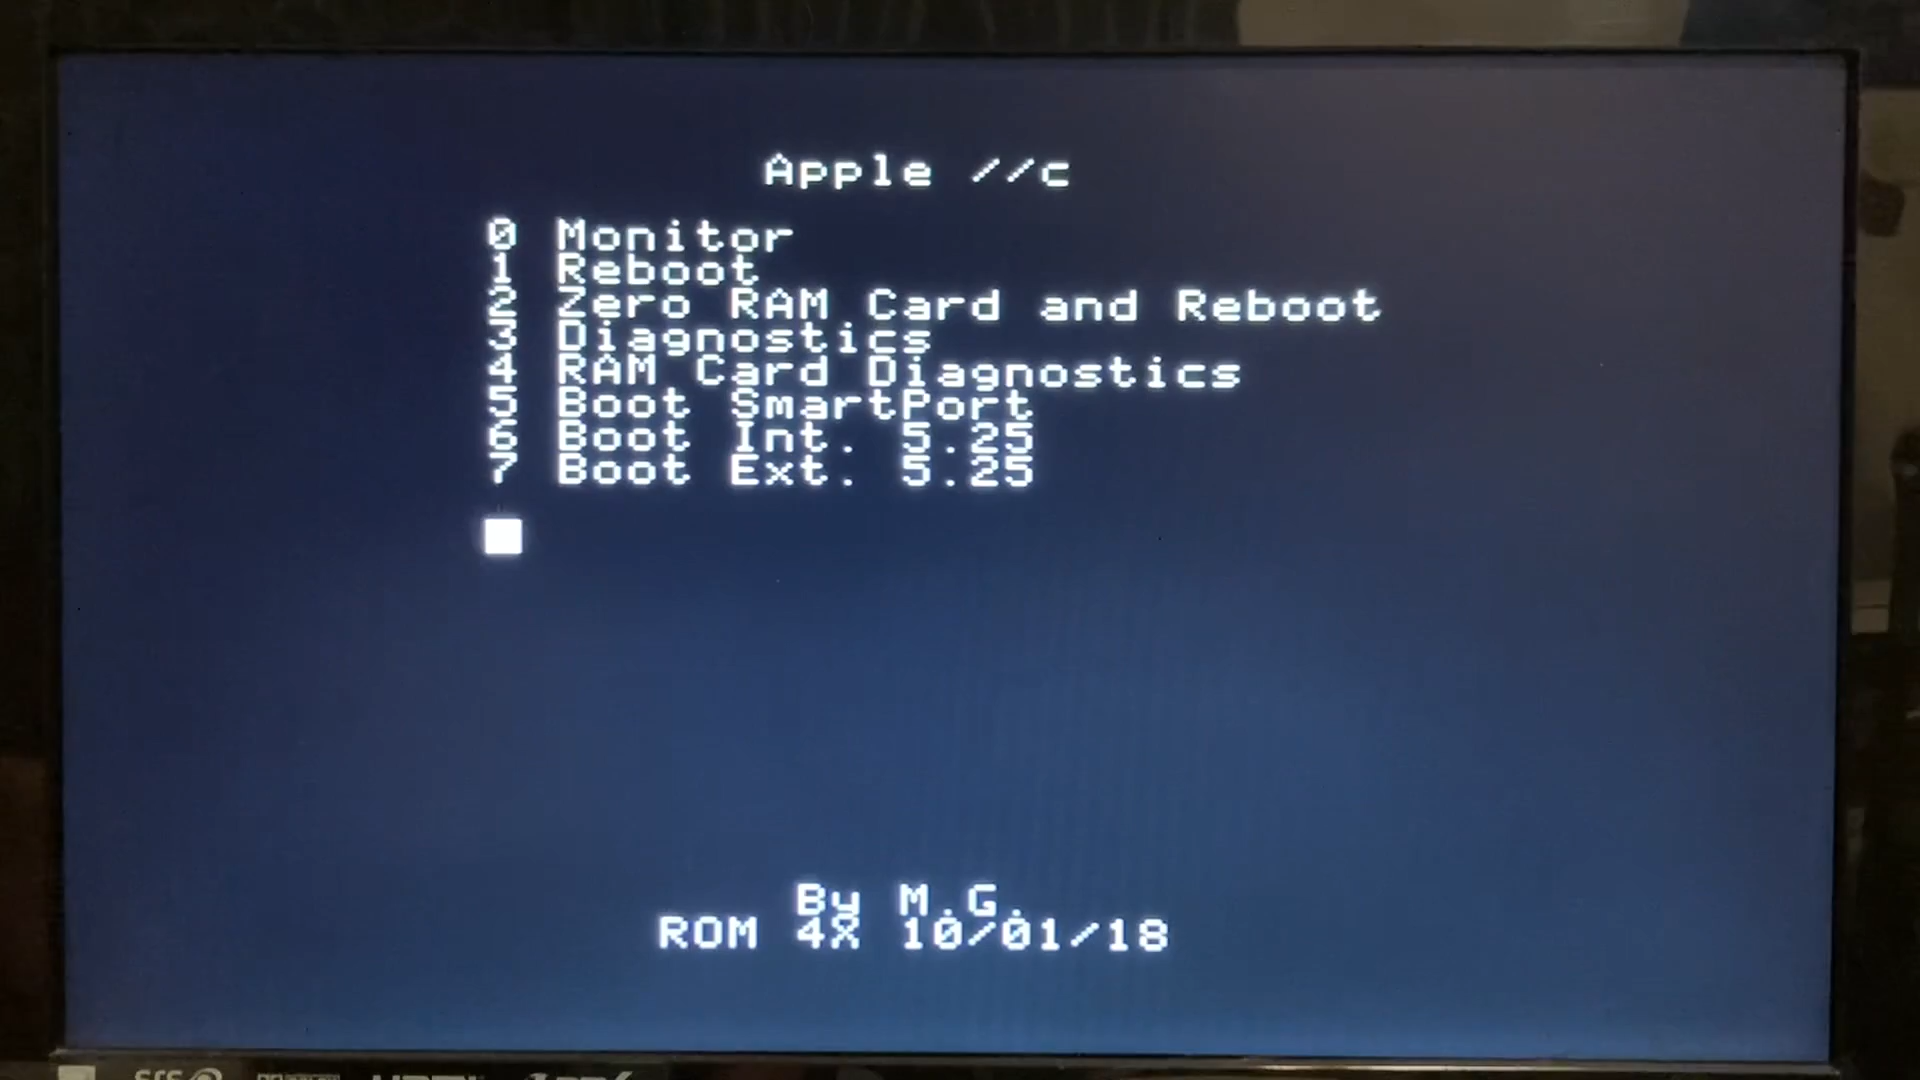 Apple //c
0 Monitor
1 Reboot
2 Zero RAM Card and Reboot
3 Diagnostics
4 RAM Card Diagnostics
5 Boot SmartPort
6 Boot Int. 5.25
7 Boot Ext. 5.25
By M.G.
ROM 4X 10/01/18